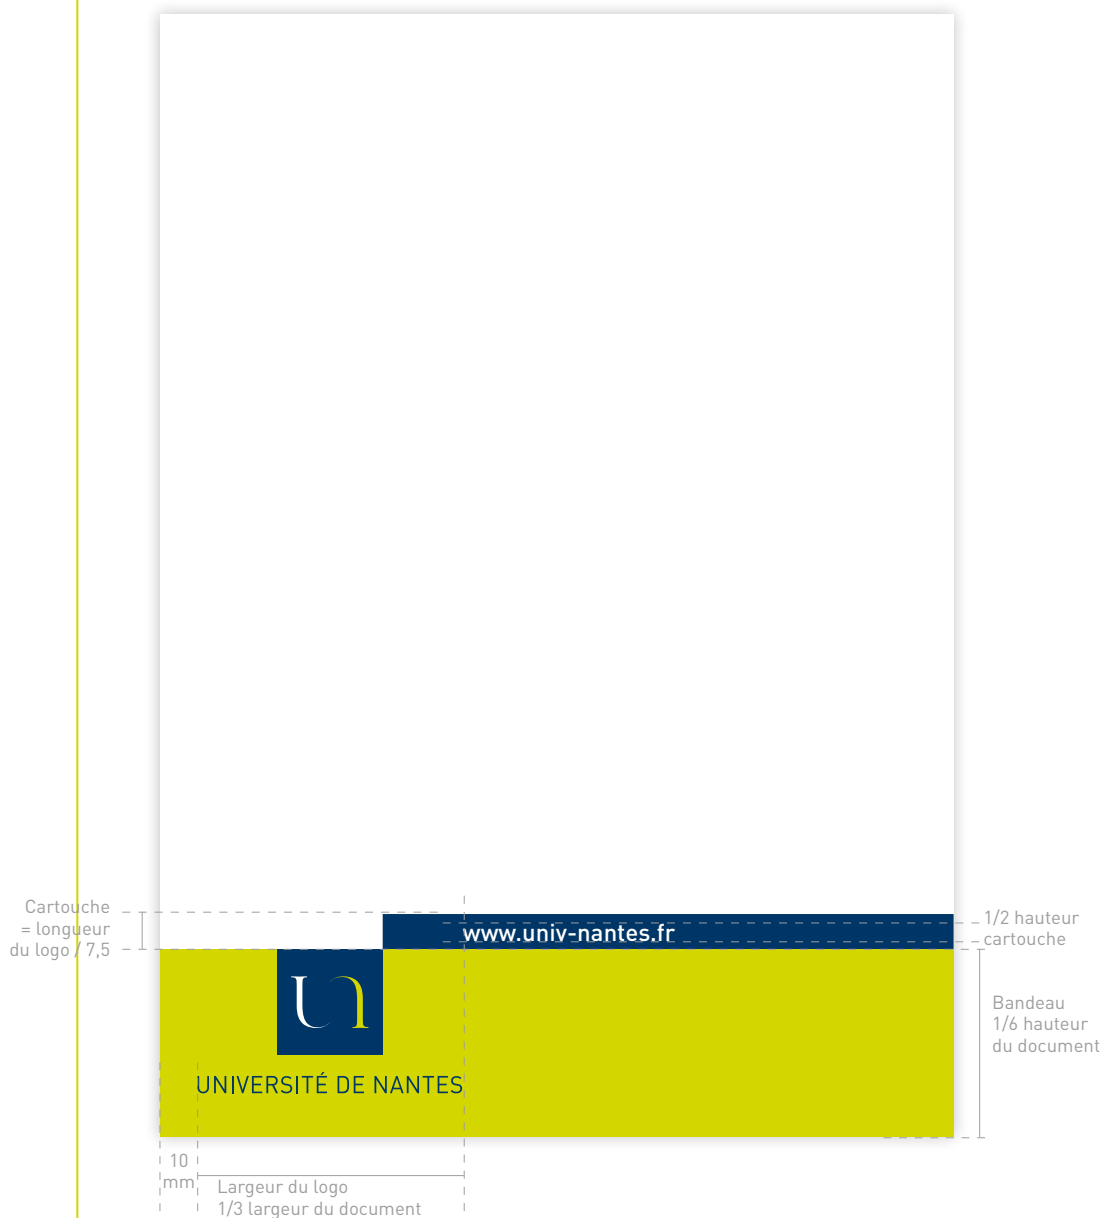 Cartouche
= longueur
du logo / 7,5
www.univ-nantes.fr
1/2 hauteur
cartouche
un
Bandeau
1/6 hauteur
du document
UNIVERSITÉ DE NANTES
10
mm
Largeur du logo
1/3 largeur du document